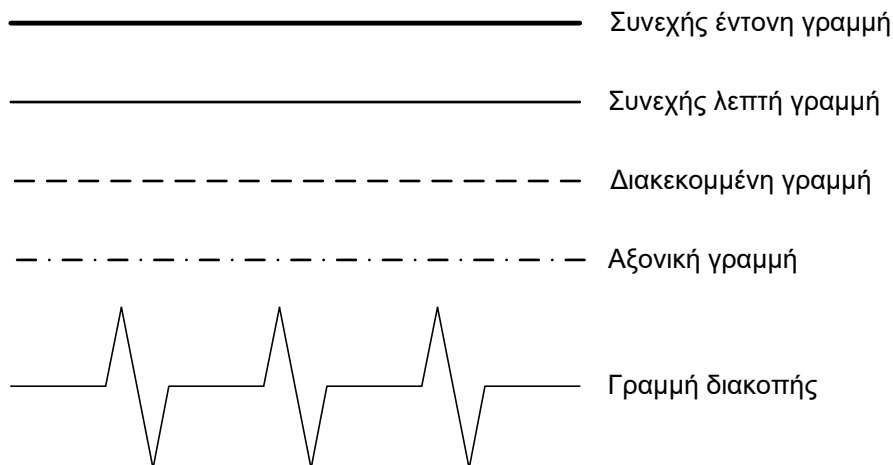 Συνεχής έντονη γραμμή
Συνεχής λεπτή γραμμή
Διακεκομμένη γραμμή
Αξονική γραμμή
Γραμμή διακοπής